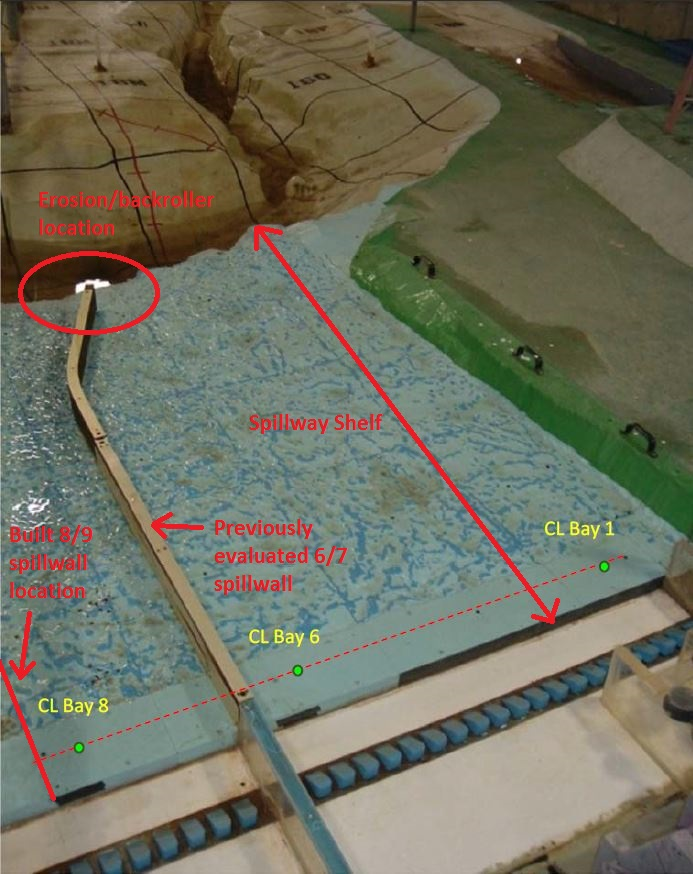 Erosion/backroller
location
Spillway Shelf
Built 8/9
spillwall
location
Previously
evaluated 6/7
spillwall
CL Bay 1
CL Bay 6
CL Bay 8